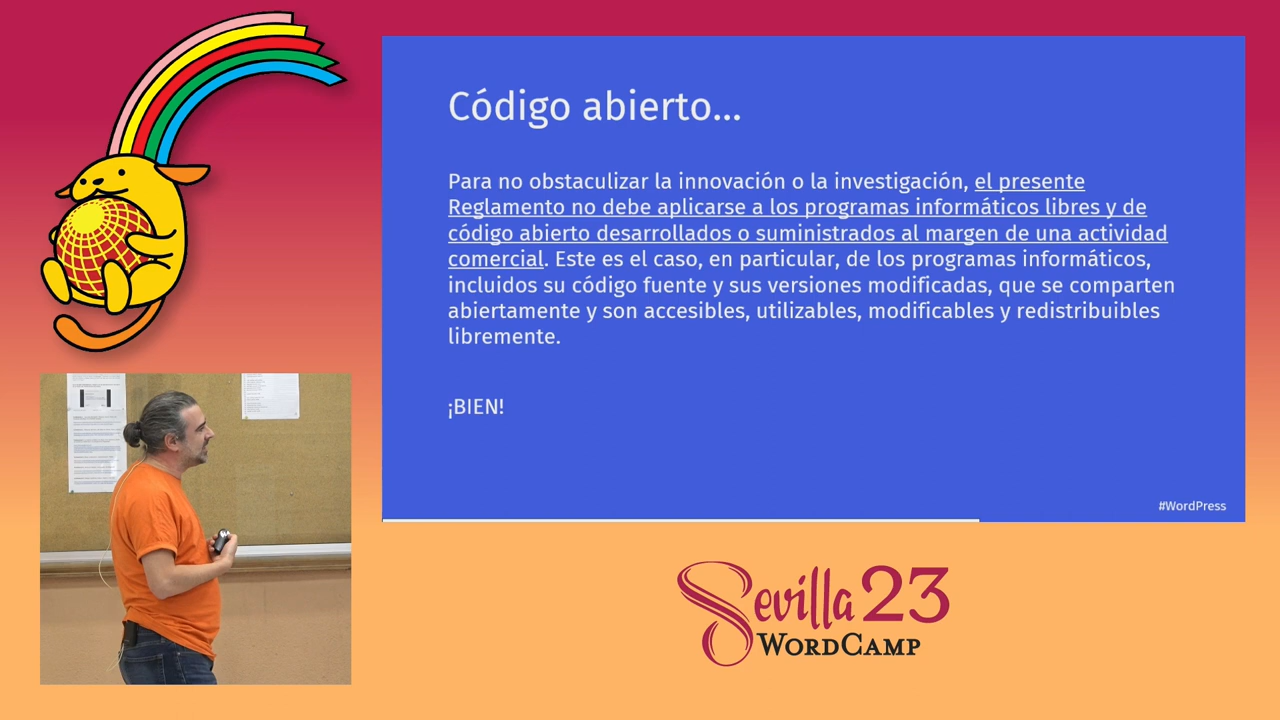 Código abierto...
Para no obstaculizar la innovación o la investigación, el presente
Reglamento no debe aplicarse a los programas informáticos libres y de
código abierto desarrollados o suministrados al margen de una actividad
comercial. Este es el caso, en particular, de los programas informáticos,
incluidos su código fuente y sus versiones modificadas, que se comparten
abiertamente y son accesibles, utilizables, modificables y redistribuibles
libremente.
¡BIEN!
#WordPress
Sevilla 23
WORDCAMP